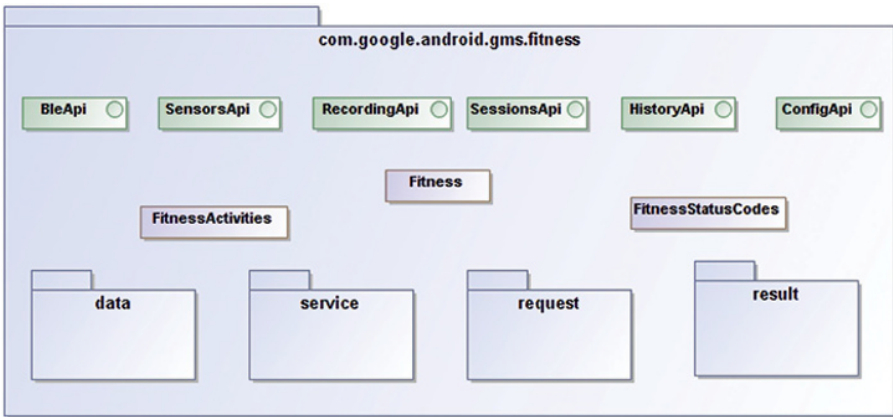 com.google.android.gms.fitness
BleApi
SensorsApi
RecordingApi
SessionsApi
HistoryApi
ConfigApi
Fitness
FitnessActivities
FitnessStatusCodes
data
service
request
result